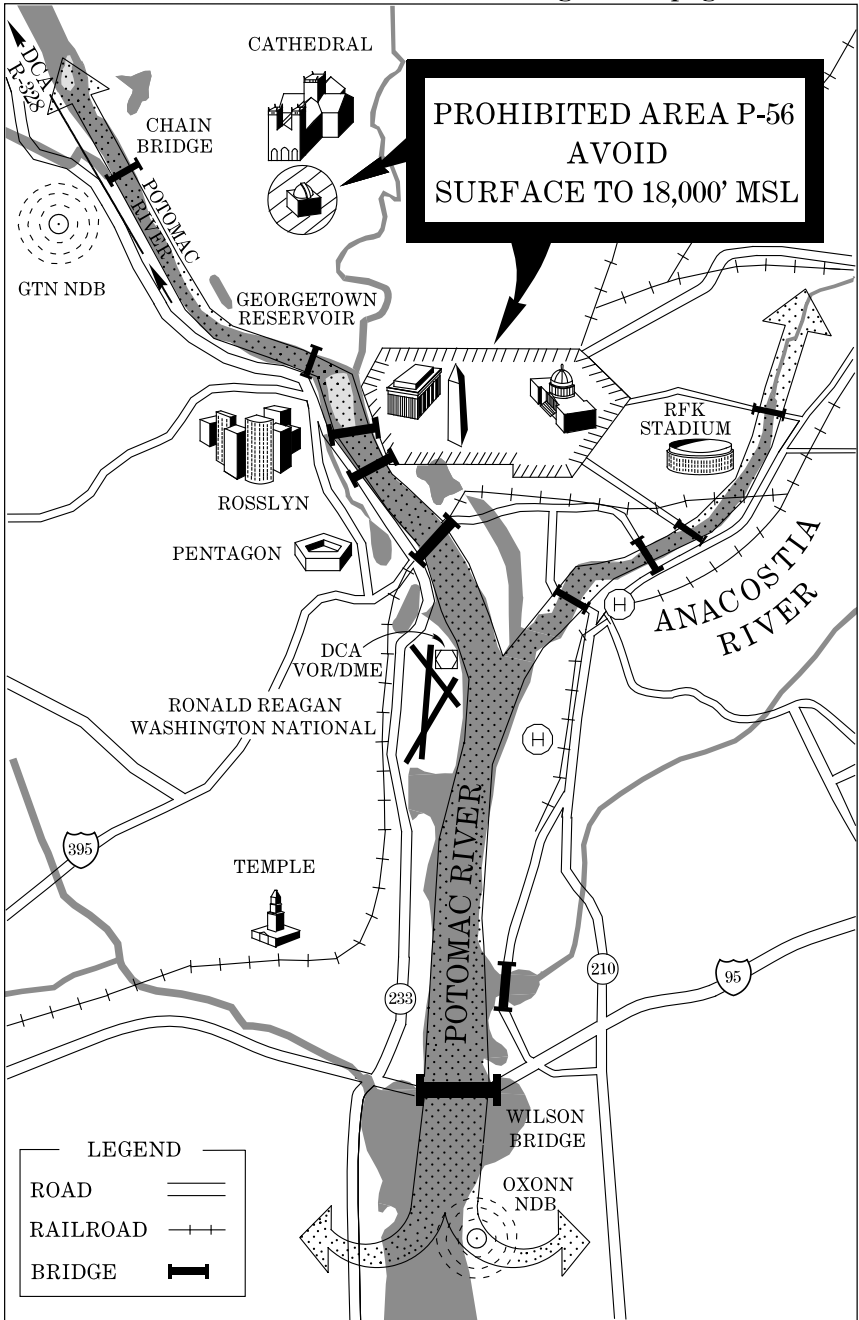 CATHEDRAL
PROHIBITED AREA P-56
AVOID
SURFACE TO 18,000' MSL
DCA
R-328
CHAIN
BRIDGE
POTOMAC
RIVER
GTN NDB
GEORGETOWN
RESERVOIR
RFK
STADIUM
ROSSLYN
PENTAGON
ANACOSTIA
RIVER
H
DCA
VOR/DME
RONALD REAGAN
WASHINGTON NATIONAL
H
POTOMAC RIVER
395
TEMPLE
233
210
95
WILSON
BRIDGE
OXONN
NDB
LEGEND
ROAD
RAILROAD
BRIDGE